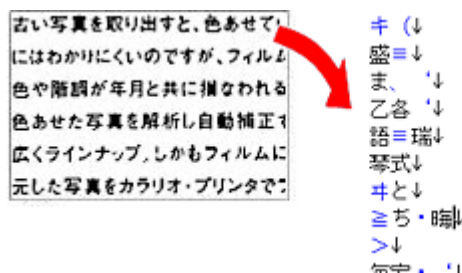 古い写真を取り出すと、色あせてい
にはわかりにくいのですが、フィルム
色や階調が年月と共に損なわれる
色あせた写真を解析し自動補正す
広くラインナップ。しかもフィルムに
元した写真をカラリオ・プリンタで
キ (↓
盛≡↓
ま、 ‘↓
乙各 ‘↓
語≡瑞↓
琴式↓
ヰと↓
≧ち・
>↓